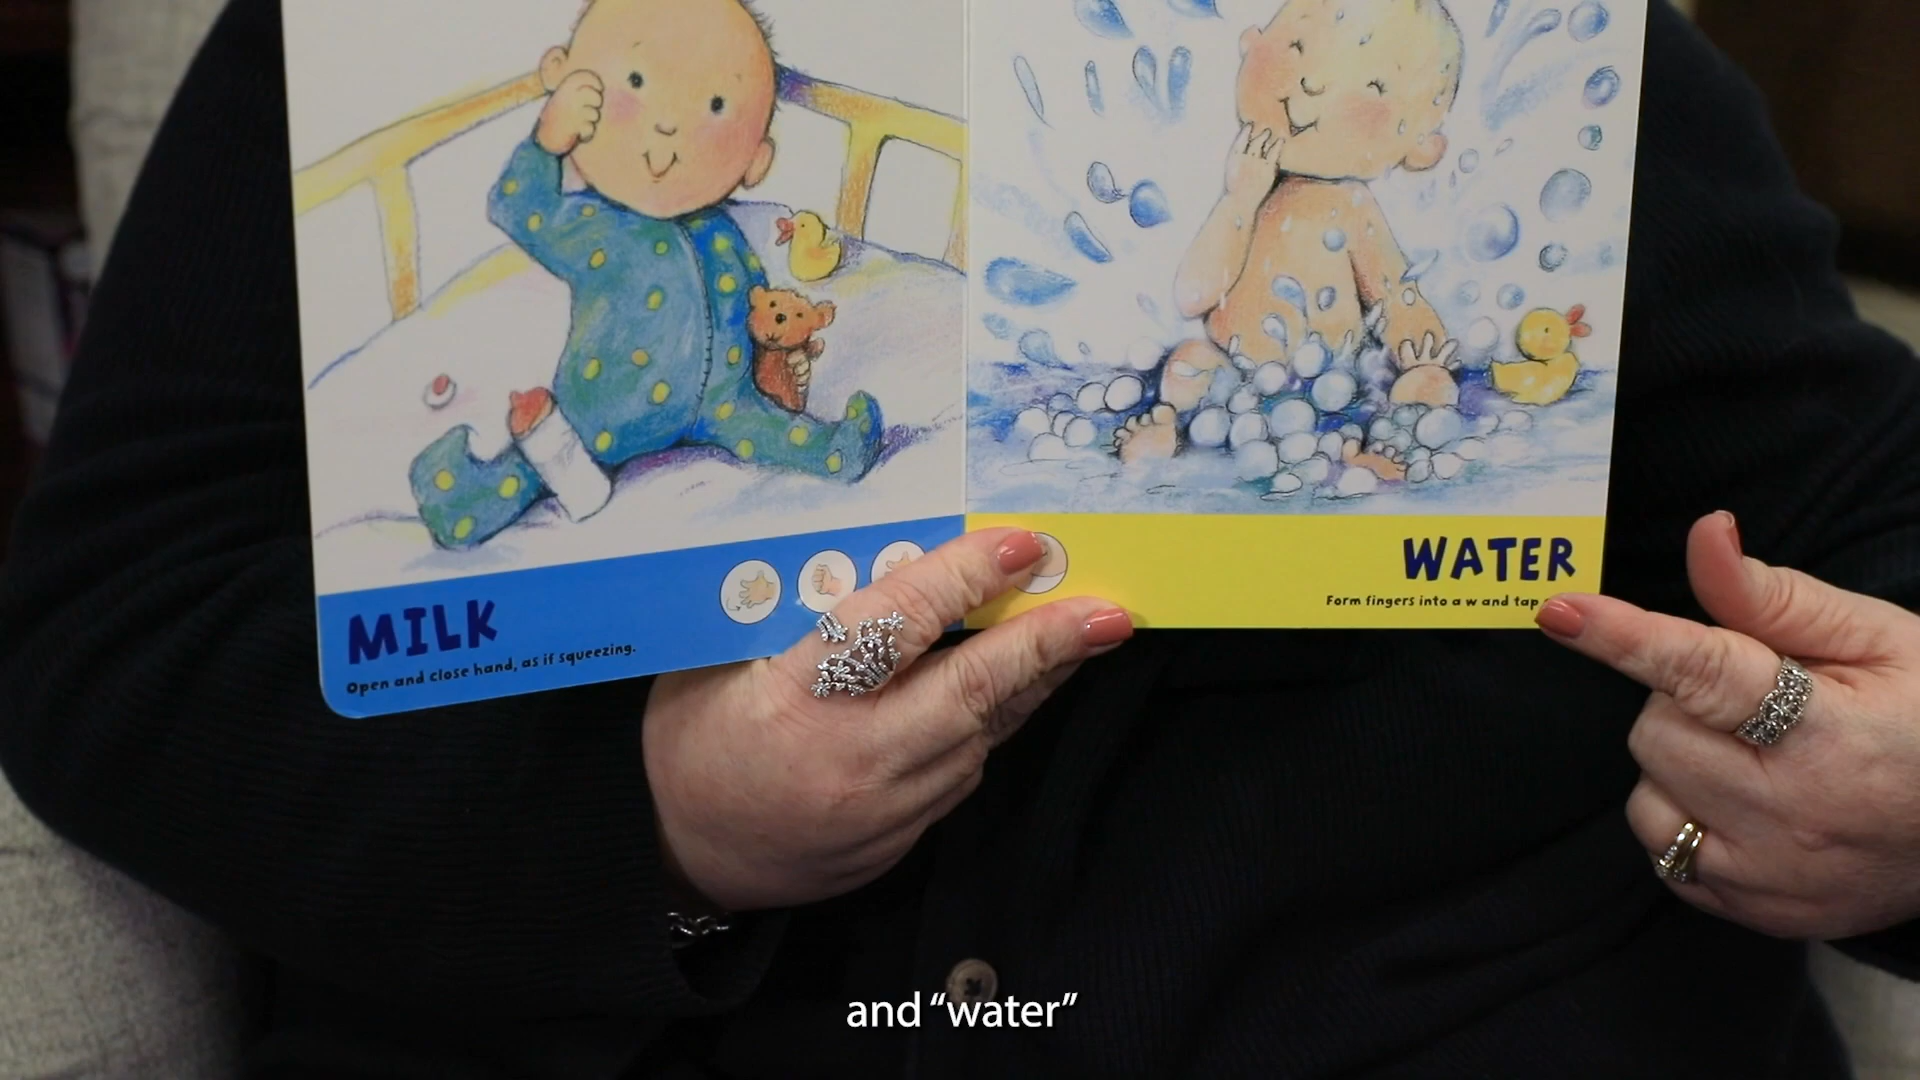 MILK
Open and close hand, as if squeezing.
WATER
Form fingers into a w and tap
and “water”